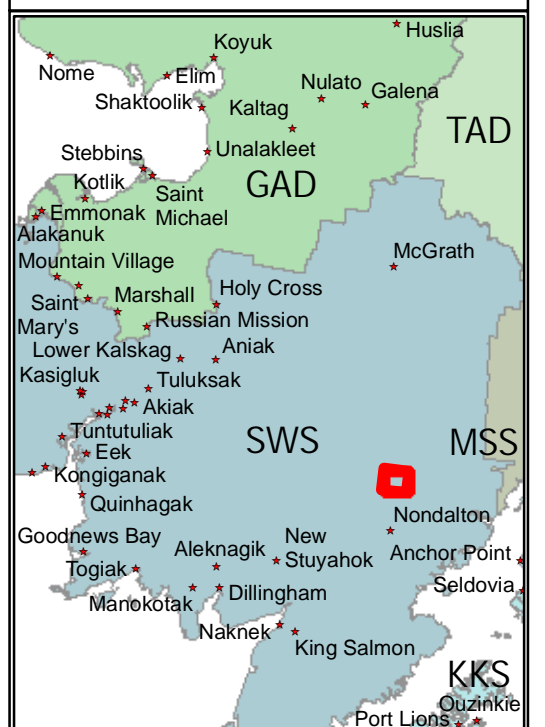 Huslia
Koyuk
Nome
Elim
Nulato
Galena
Shaktoolik
Kaltag
TAD
Stebbins
Unalakleet
Kotlik
Saint
Michael
GAD
Emmonak
Alakanuk
McGrath
Mountain Village
Holy Cross
Saint
Mary's
Marshall
Russian Mission
Lower Kalskag
Aniak
Kasigluk
Tuluksak
Akiak
Tuntutuliak
SWS
MSS
Eek
Kongiganak
Quinhagak
Nondalton
Goodnews Bay
New
Stuyahok
Aleknagik
Anchor Point
Togiak
Seldovia
Manokotak
Dillingham
Naknek
King Salmon
KKS
Ouzinkie
Port Lions